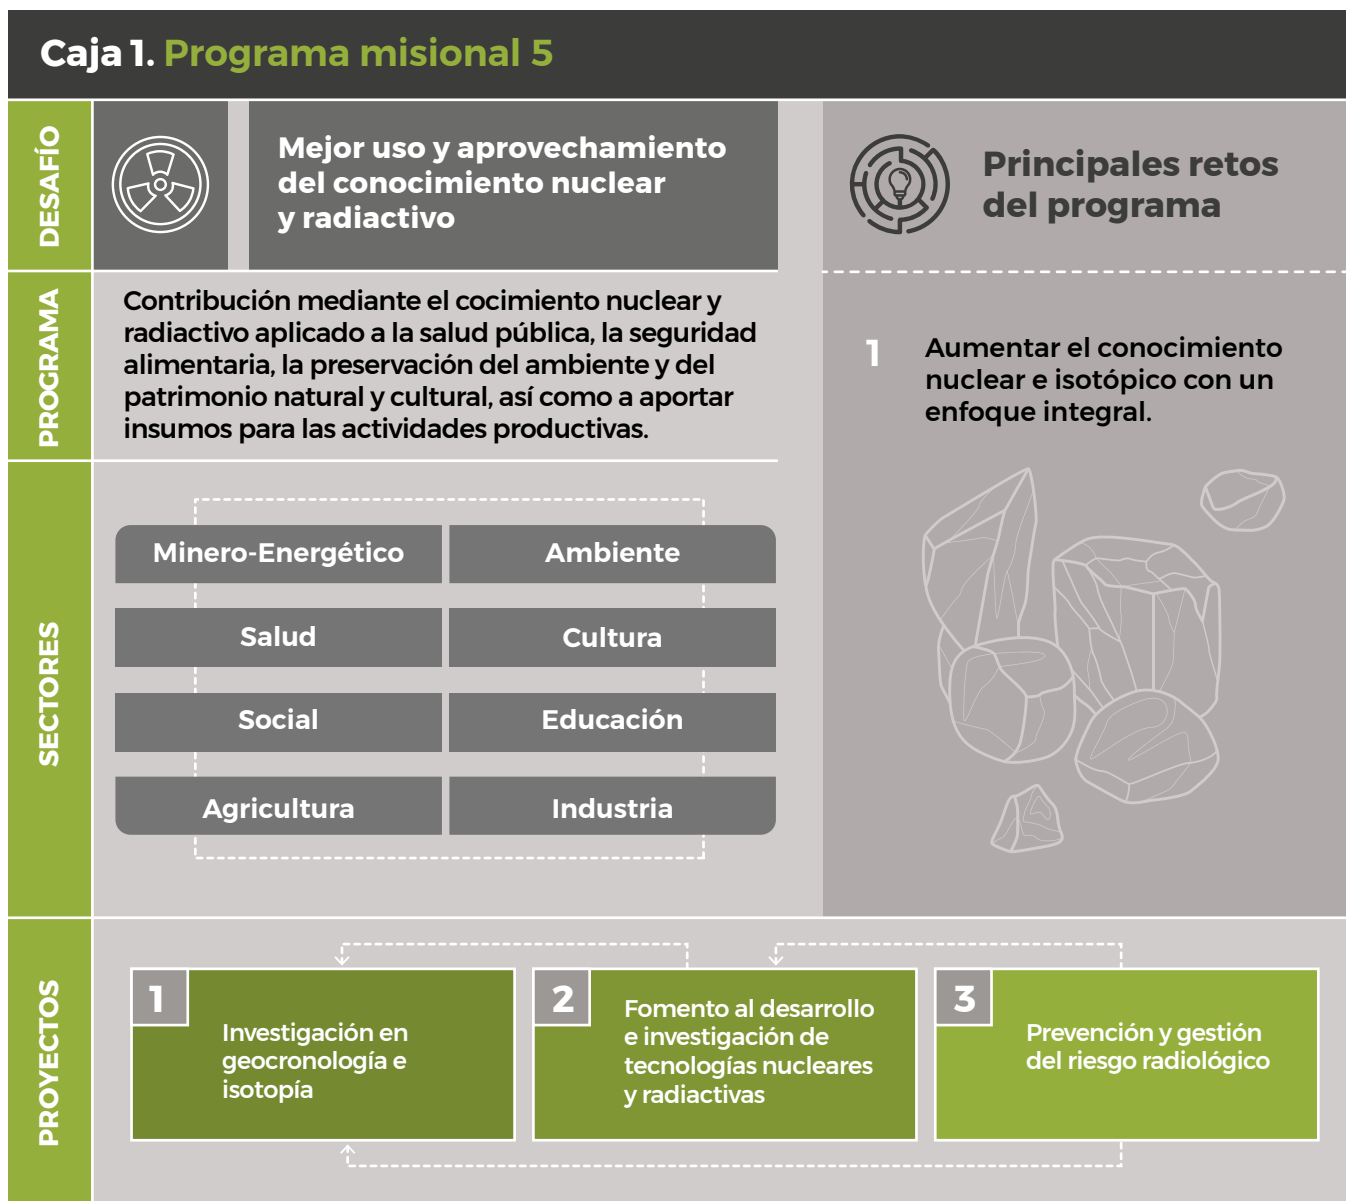 Caja 1. Programa misional 5
DESAFÍO
Mejor uso y aprovechamiento
del conocimiento nuclear
y radiactivo
Principales retos
del programa
PROGRAMA
Contribución mediante el cocimiento nuclear y
radiactivo aplicado a la salud pública, la seguridad
alimentaria, la preservación del ambiente y del
patrimonio natural y cultural, así como a aportar
insumos para las actividades productivas.
1
Aumentar el conocimiento
nuclear e isotópico con un
enfoque integral.
SECTORES
Minero-Energético
Ambiente
Salud
Cultura
Social
Educación
Agricultura
Industria
PROYECTOS
1
Investigación en
geocronología e
isotopía
2
Fomento al desarrollo
e investigación de
tecnologías nucleares
y radiactivas
3
Prevención y gestión
del riesgo radiológico